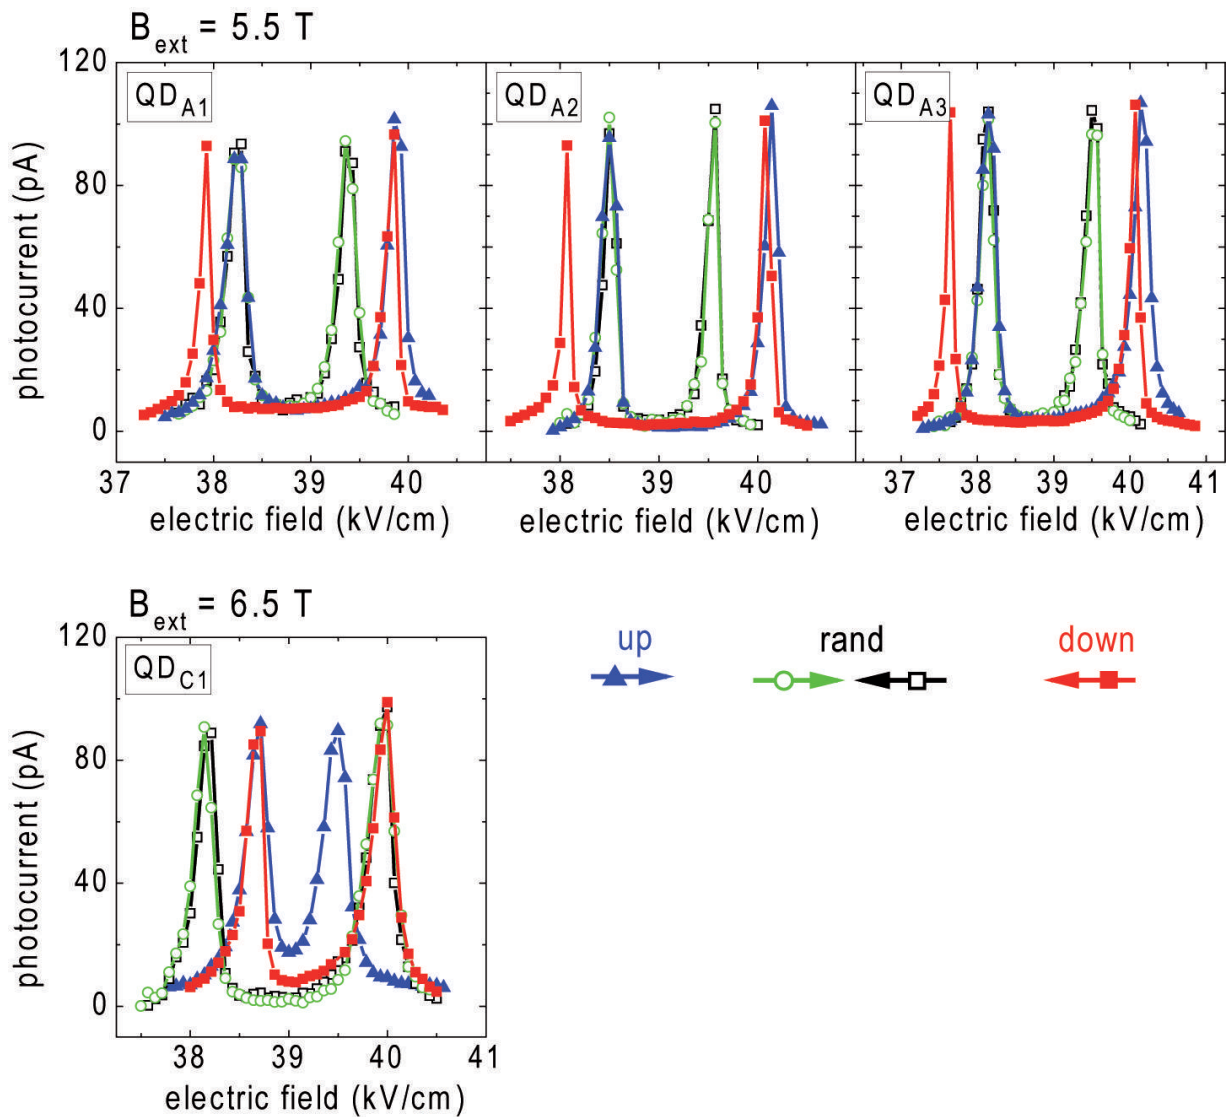 B_ext = 5.5 T
QD_A1
QD_A2
QD_A3
120
80
40
0
photocurrent (pA)
37 38 39 40
38 39 40
37 38 39 40 41
electric field (kV/cm)
electric field (kV/cm)
electric field (kV/cm)
B_ext = 6.5 T
QD_C1
120
80
40
0
photocurrent (pA)
38 39 40 41
electric field (kV/cm)
up
rand
down